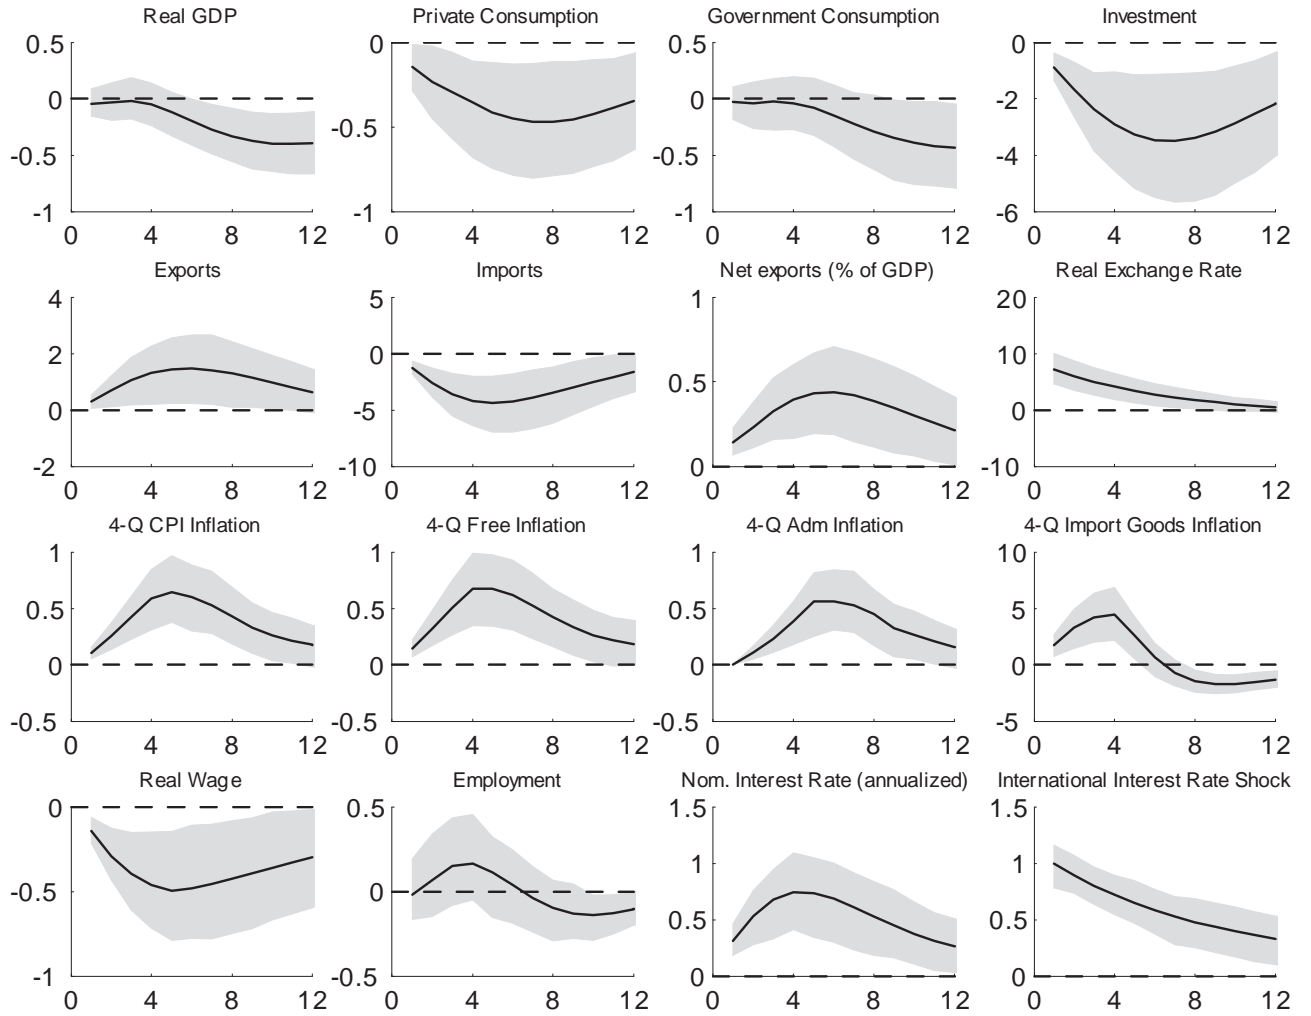 Real GDP Private Consumption Government Consumption Investment
0.5 0 0.5 0
0 -0.5 0 -2
-0.5 -1 -0.5 -4
-1 -1 -6
0 4 8 12 0 4 8 12 0 4 8 12 0 4 8 12
Exports Imports Net exports (% of GDP) Real Exchange Rate
4 5 1 20
2 0 0.5 10
0 -5 0 0
-2 -10 -10
0 4 8 12 0 4 8 12 0 4 8 12 0 4 8 12
4-Q CPI Inflation 4-Q Free Inflation 4-Q Adm Inflation 4-Q Import Goods Inflation
1 1 1 10
0.5 0.5 0.5 5
0 0 0 0
-0.5 -0.5 -0.5 -5
0 4 8 12 0 4 8 12 0 4 8 12 0 4 8 12
Real Wage Employment Nom. Interest Rate (annualized) International Interest Rate Shock
0 0.5 1.5 1.5
-0.5 0 1 1
-1 -0.5 0.5 0.5
0 0
0 4 8 12 0 4 8 12 0 4 8 12 0 4 8 12